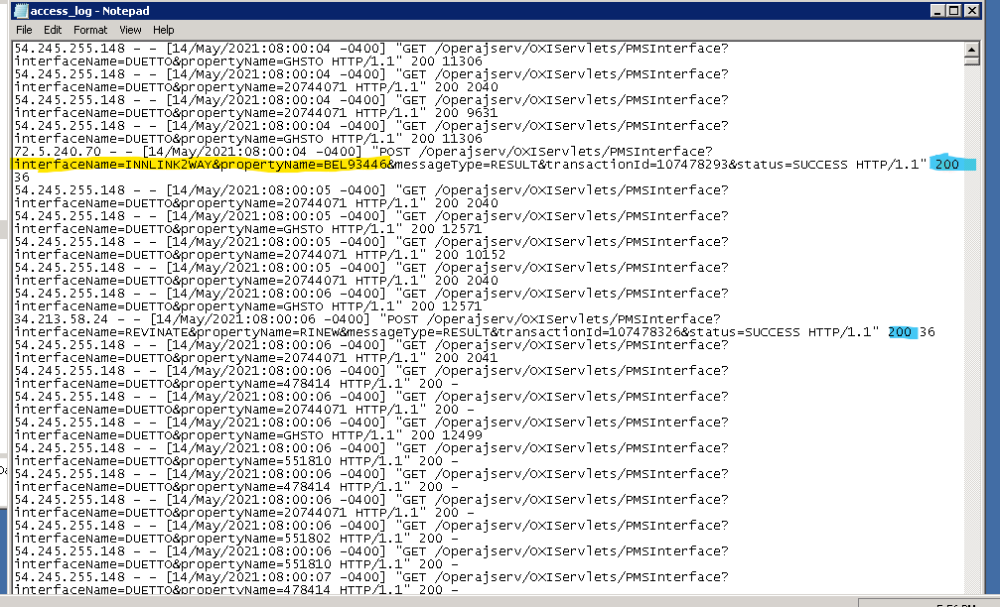 access_log - Notepad
File Edit Format View Help
54.245.255.148 - - [14/May/2021:08:00:04 -0400] "GET /Operajserv/OXIServlets/PMSInterface?
interfaceName=DUETTO&propertyName=GHSTO HTTP/1.1" 200 11306
54.245.255.148 - - [14/May/2021:08:00:04 -0400] "GET /Operajserv/OXIServlets/PMSInterface?
interfaceName=DUETTO&propertyName=20744071 HTTP/1.1" 200 2040
54.245.255.148 - - [14/May/2021:08:00:04 -0400] "GET /Operajserv/OXIServlets/PMSInterface?
interfaceName=DUETTO&propertyName=20744071 HTTP/1.1" 200 9631
54.245.255.148 - - [14/May/2021:08:00:04 -0400] "GET /Operajserv/OXIServlets/PMSInterface?
interfaceName=DUETTO&propertyName=GHSTO HTTP/1.1" 200 11306
72.5.240.70 - - [14/May/2021:08:00:04 -0400] "POST /Operajserv/OXIServlets/PMSInterface?
interfaceName=INNLINK2WAY&propertyName=BEL93446&messageType=RESULT&transactionId=107478293&status=SUCCESS HTTP/1.1" 200
36
54.245.255.148 - - [14/May/2021:08:00:05 -0400] "GET /Operajserv/OXIServlets/PMSInterface?
interfaceName=DUETTO&propertyName=20744071 HTTP/1.1" 200 2040
54.245.255.148 - - [14/May/2021:08:00:05 -0400] "GET /Operajserv/OXIServlets/PMSInterface?
interfaceName=DUETTO&propertyName=GHSTO HTTP/1.1" 200 12571
54.245.255.148 - - [14/May/2021:08:00:05 -0400] "GET /Operajserv/OXIServlets/PMSInterface?
interfaceName=DUETTO&propertyName=20744071 HTTP/1.1" 200 10152
54.245.255.148 - - [14/May/2021:08:00:05 -0400] "GET /Operajserv/OXIServlets/PMSInterface?
interfaceName=DUETTO&propertyName=20744071 HTTP/1.1" 200 2040
54.245.255.148 - - [14/May/2021:08:00:06 -0400] "GET /Operajserv/OXIServlets/PMSInterface?
interfaceName=DUETTO&propertyName=GHSTO HTTP/1.1" 200 12571
34.213.58.24 - - [14/May/2021:08:00:06 -0400] "POST /Operajserv/OXIServlets/PMSInterface?
interfaceName=REVINATE&propertyName=RINEW&messageType=RESULT&transactionId=107478326&status=SUCCESS HTTP/1.1" 200 36
54.245.255.148 - - [14/May/2021:08:00:06 -0400] "GET /Operajserv/OXIServlets/PMSInterface?
interfaceName=DUETTO&propertyName=20744071 HTTP/1.1" 200 2041
54.245.255.148 - - [14/May/2021:08:00:06 -0400] "GET /Operajserv/OXIServlets/PMSInterface?
interfaceName=DUETTO&propertyName=478414 HTTP/1.1" 200 -
54.245.255.148 - - [14/May/2021:08:00:06 -0400] "GET /Operajserv/OXIServlets/PMSInterface?
interfaceName=DUETTO&propertyName=20744071 HTTP/1.1" 200 -
54.245.255.148 - - [14/May/2021:08:00:06 -0400] "GET /Operajserv/OXIServlets/PMSInterface?
interfaceName=DUETTO&propertyName=GHSTO HTTP/1.1" 200 12499
54.245.255.148 - - [14/May/2021:08:00:06 -0400] "GET /Operajserv/OXIServlets/PMSInterface?
interfaceName=DUETTO&propertyName=551810 HTTP/1.1" 200 -
54.245.255.148 - - [14/May/2021:08:00:06 -0400] "GET /Operajserv/OXIServlets/PMSInterface?
interfaceName=DUETTO&propertyName=478414 HTTP/1.1" 200 -
54.245.255.148 - - [14/May/2021:08:00:06 -0400] "GET /Operajserv/OXIServlets/PMSInterface?
interfaceName=DUETTO&propertyName=20744071 HTTP/1.1" 200 -
54.245.255.148 - - [14/May/2021:08:00:06 -0400] "GET /Operajserv/OXIServlets/PMSInterface?
interfaceName=DUETTO&propertyName=551802 HTTP/1.1" 200 -
54.245.255.148 - - [14/May/2021:08:00:06 -0400] "GET /Operajserv/OXIServlets/PMSInterface?
interfaceName=DUETTO&propertyName=551810 HTTP/1.1" 200 -
54.245.255.148 - - [14/May/2021:08:00:07 -0400] "GET /Operajserv/OXIServlets/PMSInterface?
interfaceName=DUETTO&propertyName=478414 HTTP/1.1" 200 -